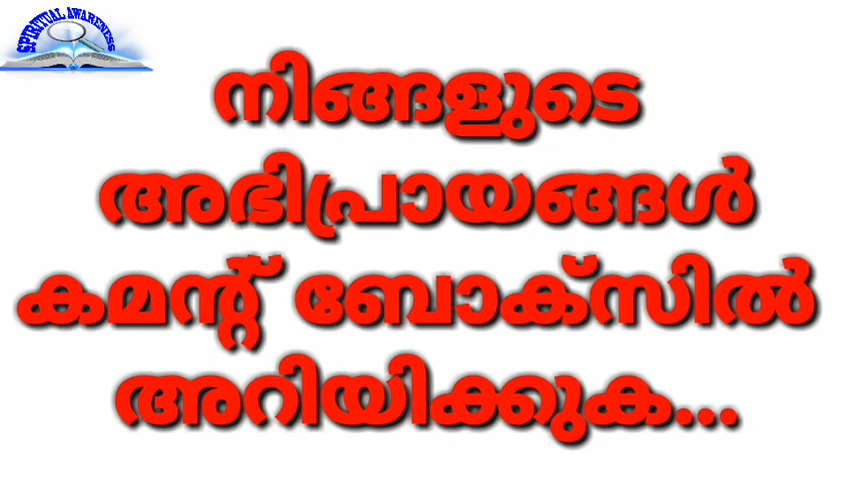 SPIRITUAL AWARENESS
നിങ്ങളുടെ
അഭിപ്രായങ്ങൾ
കമന്റ് ബോക്സിൽ
അറിയിക്കുക...